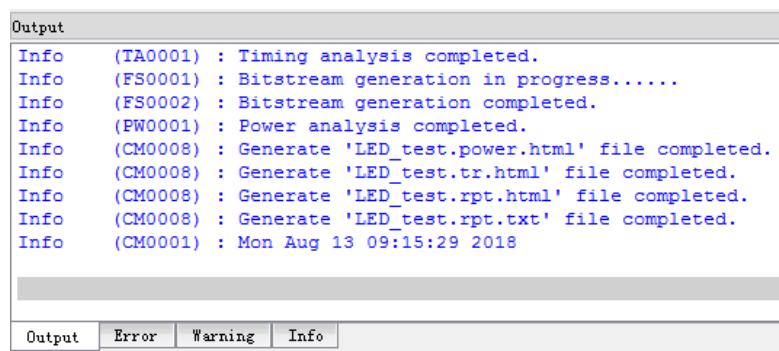 Output
Info (TA0001) : Timing analysis completed.
Info (FS0001) : Bitstream generation in progress......
Info (FS0002) : Bitstream generation completed.
Info (PW0001) : Power analysis completed.
Info (CM0008) : Generate 'LED_test.power.html' file completed.
Info (CM0008) : Generate 'LED_test.tr.html' file completed.
Info (CM0008) : Generate 'LED_test.rpt.html' file completed.
Info (CM0008) : Generate 'LED_test.rpt.txt' file completed.
Info (CM0001) : Mon Aug 13 09:15:29 2018
Output Error Warning Info